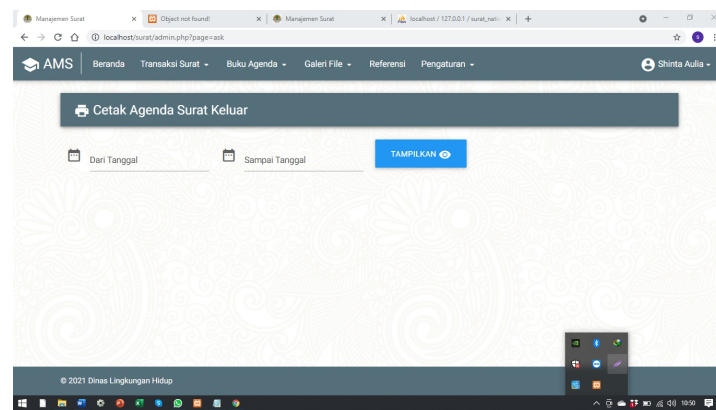 Manajemen Surat
Object not found!
Manajemen Surat
localhost / 127.0.0.1 / surat_nativ
localhost/surat/admin.php?page=ask
S
AMS
Beranda
Transaksi Surat
Buku Agenda
Galeri File
Referensi
Pengaturan
Shinta Aulia
Cetak Agenda Surat Keluar
Dari Tanggal
Sampai Tanggal
TAMPILKAN
© 2021 Dinas Lingkungan Hidup
10:50